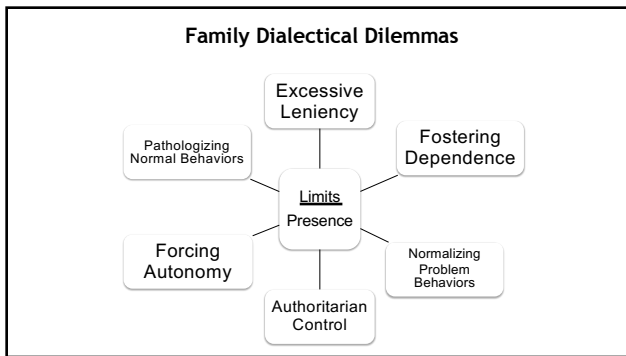 Family Dialectical Dilemmas
Excessive
Leniency
Pathologizing
Normal Behaviors
Fostering
Dependence
Limits
Presence
Forcing
Autonomy
Normalizing
Problem
Behaviors
Authoritarian
Control